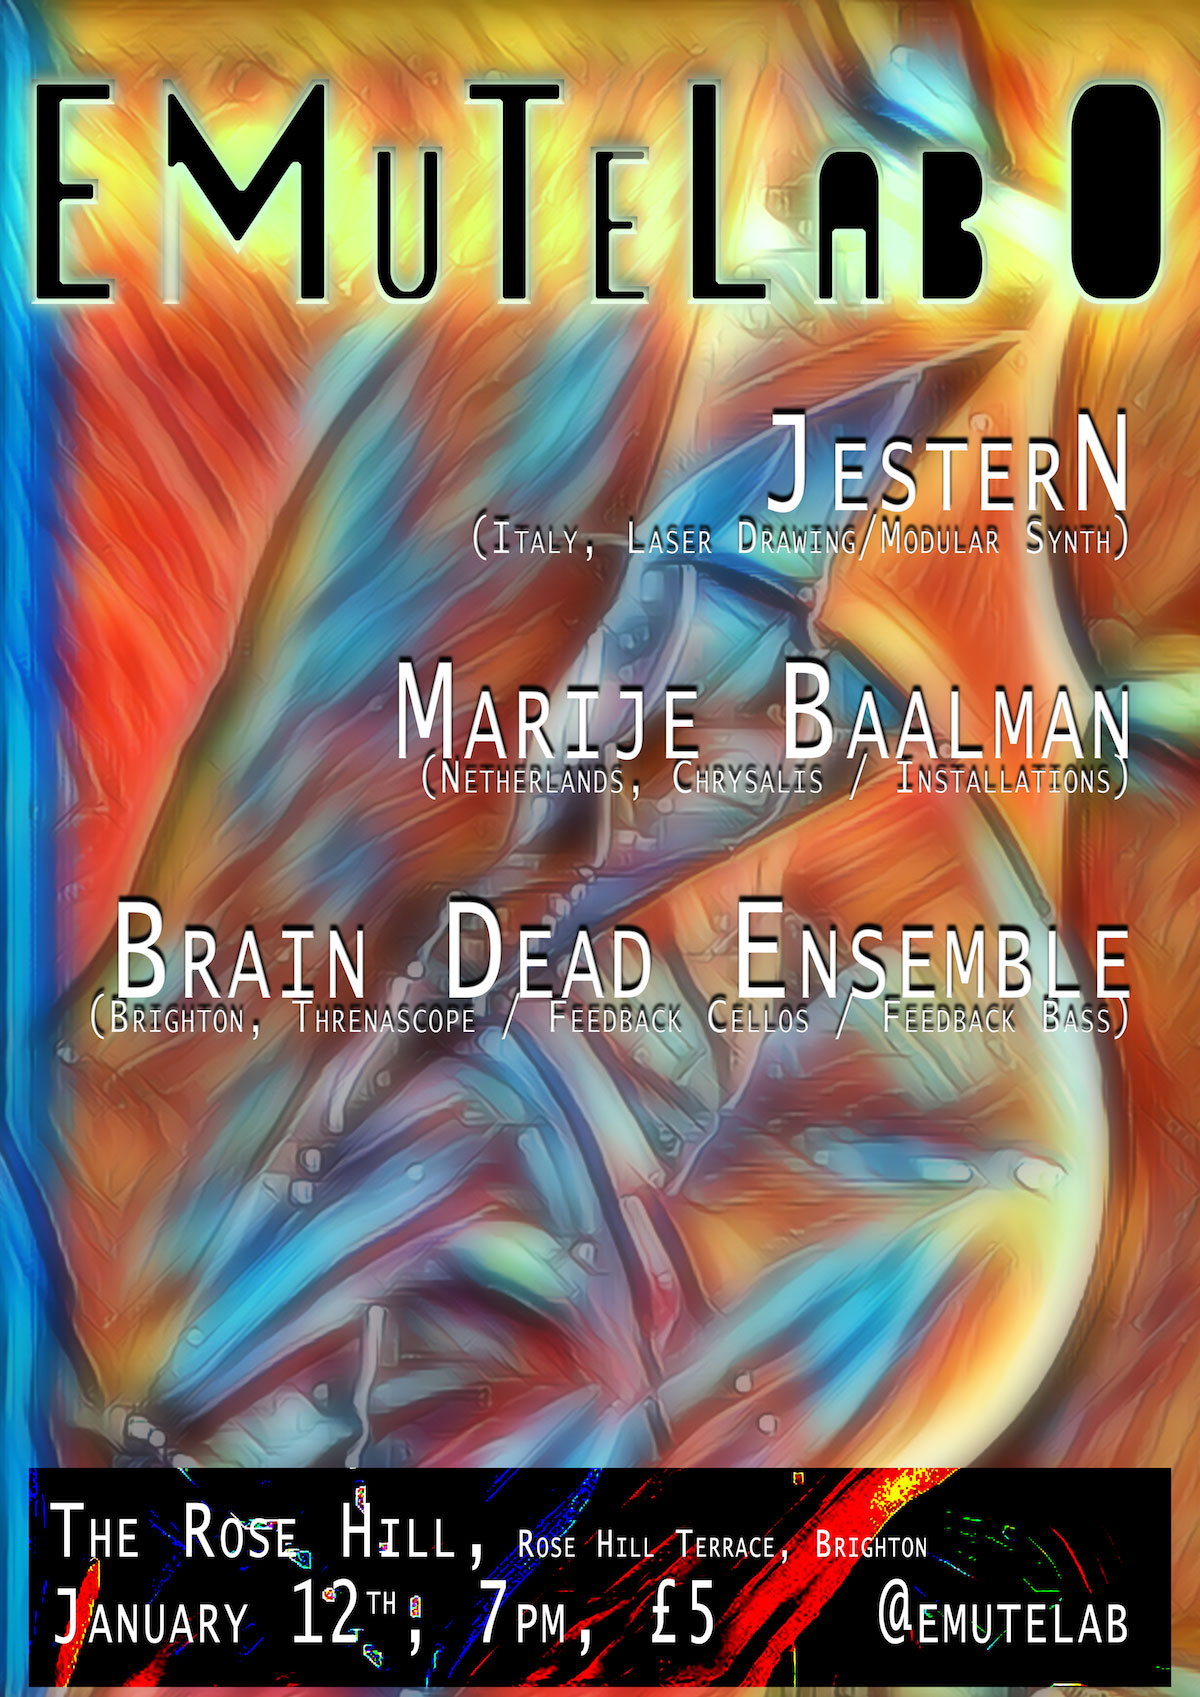 EMuTeLab 0
JesterN
(Italy, Laser Drawing/Modular Synth)
Marije Baalman
(Netherlands, Chrysalis / Installations)
Brain Dead Ensemble
(Brighton, Threnascope / Feedback Cellos / Feedback Bass)
The Rose Hill, Rose Hill Terrace, Brighton
January 12th, 7pm, £5 @emutelab